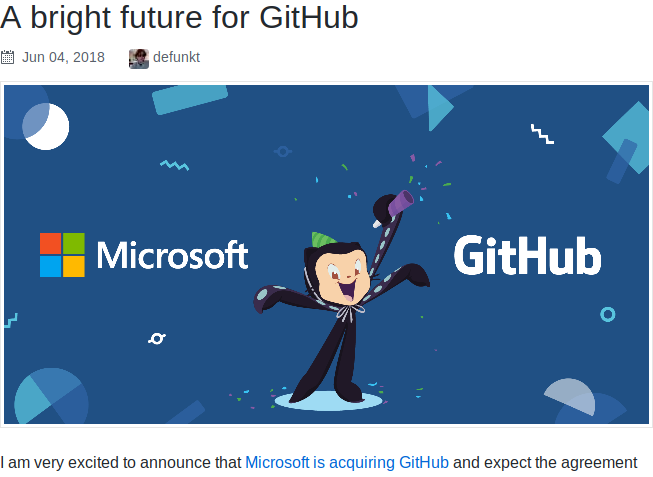 A bright future for GitHub
Jun 04, 2018 defunkt
Microsoft GitHub
I am very excited to announce that Microsoft is acquiring GitHub and expect the agreement